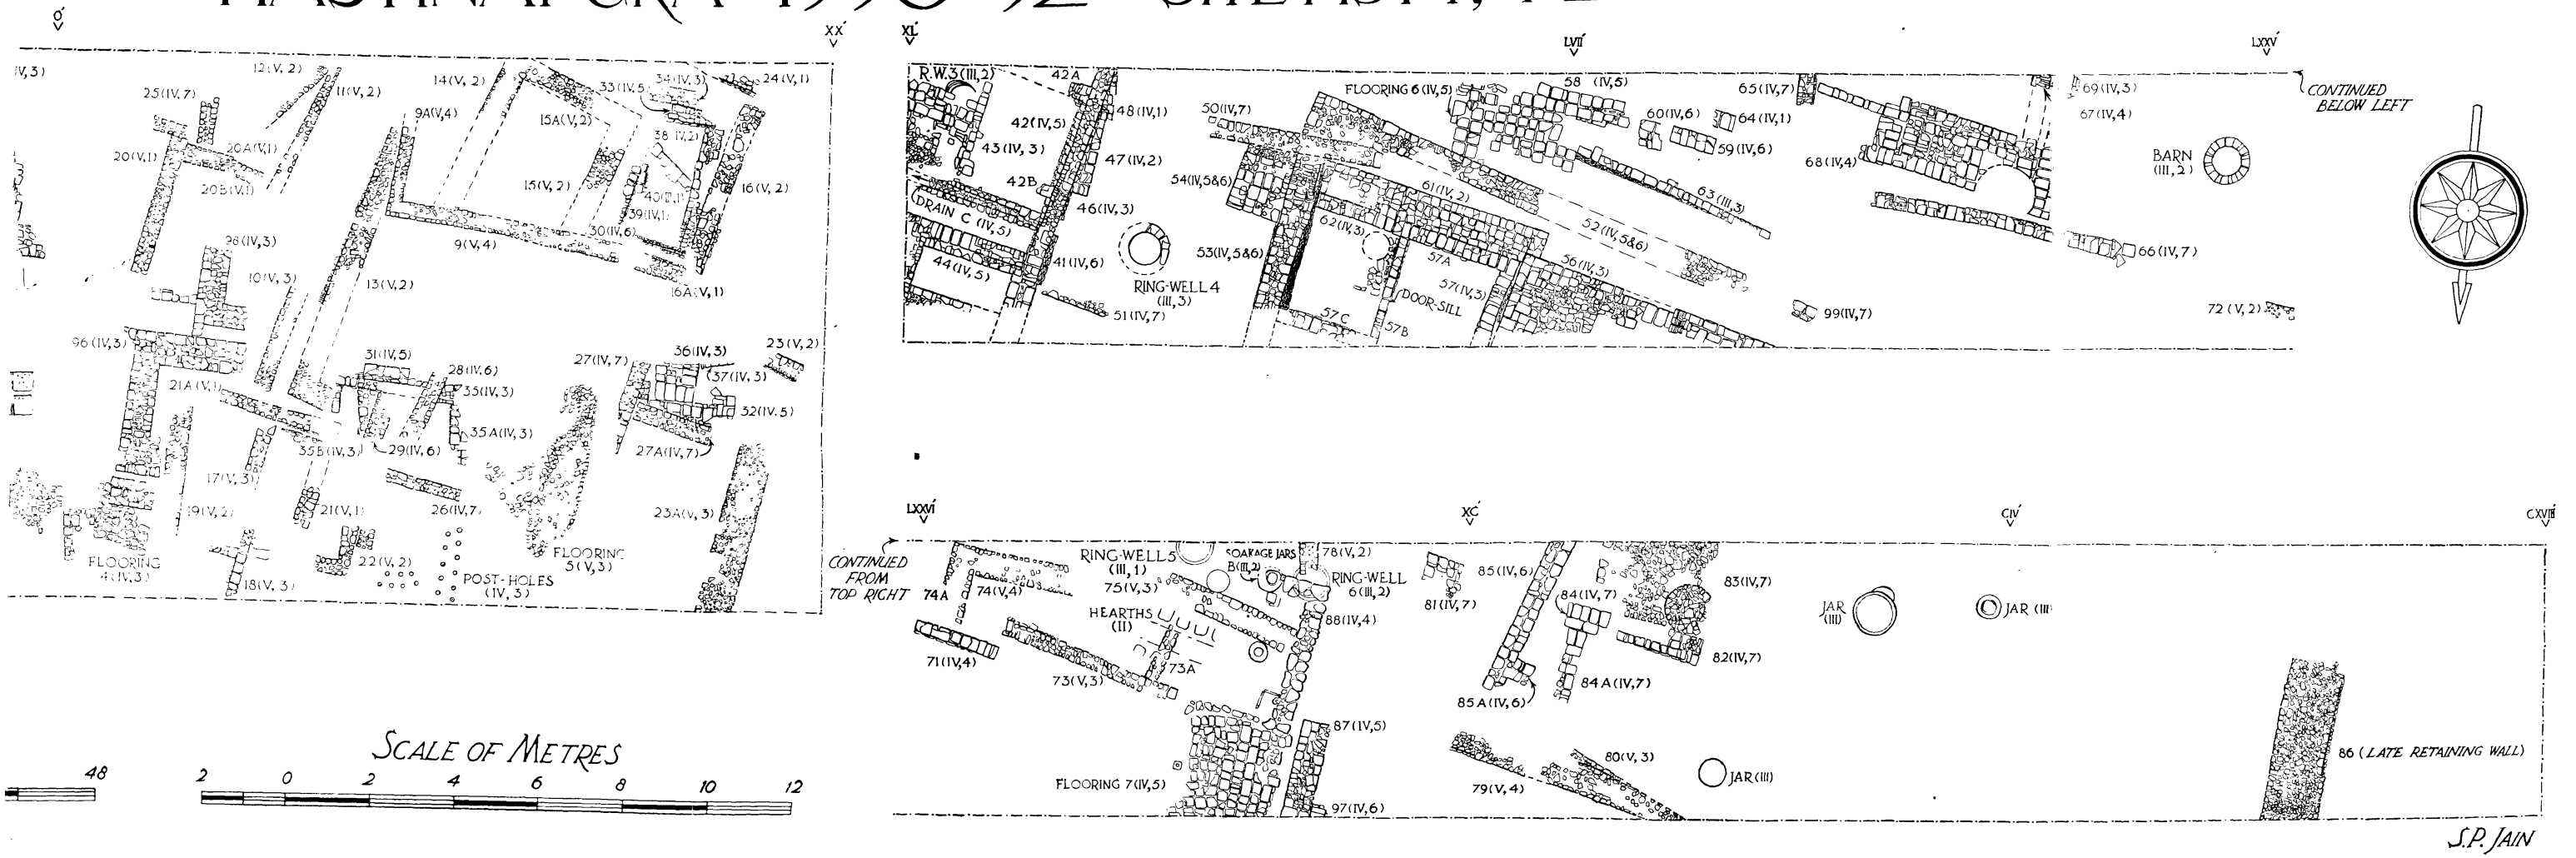 HASTINAPURA 1950-52
O'
XX'
XL'
LVII'
LXXV'
IV, 3)
12(V, 2)
11(V, 2)
14(V, 2)
33(IV, 5)
34(IV, 3)
24(V, 1)
25(IV, 7)
9A(V, 4)
15A(V, 2)
38(IV, 2)
20(V, 1)
20A(V, 1)
20B(V, 1)
15(V, 2)
40(IV, 1)
39(IV, 1)
16(V, 2)
98(IV, 3)
9(V, 4)
30(IV, 6)
10(V, 3)
13(V, 2)
16A(V, 1)
96(IV, 3)
31(IV, 5)
28(IV, 6)
27(IV, 7)
36(IV, 3)
23(V, 2)
21A(V, 1)
35(IV, 3)
37(IV, 3)
32(IV, 5)
35A(IV, 3)
35B(IV, 3)
29(IV, 6)
27A(IV, 7)
17(V, 3)
19(V, 2)
21(V, 1)
26(IV, 7)
23A(V, 3)
FLOORING
4(IV, 3)
22(V, 2)
FLOORING
5(V, 3)
18(V, 3)
POST-HOLES
(IV, 3)
R.W.3(III, 2)
42A
48(IV, 1)
42(IV, 5)
43(IV, 3)
47(IV, 2)
42B
46(IV, 3)
DRAIN C (IV, 5)
44(IV, 5)
41(IV, 6)
51(IV, 7)
RING-WELL 4
(III, 3)
50(IV, 7)
54(IV, 5&6)
53(IV, 5&6)
FLOORING 6(IV, 5)
58 (IV, 5)
60(IV, 6)
64(IV, 1)
59(IV, 6)
65(IV, 7)
61(IV, 2)
63(III, 3)
62(IV, 3)
52(IV, 5&6)
57A
56(IV, 3)
57(IV, 3)
DOOR-SILL
57C
57B
68(IV, 4)
69(IV, 3)
67(IV, 4)
BARN
(III, 2)
66(IV, 7)
99(IV, 7)
72(V, 2)
CONTINUED
BELOW LEFT
LXXVI'
XC'
CIV'
CXVIII'
CONTINUED
FROM
TOP RIGHT
RING-WELL 5
(III, 1)
SOAKAGE JARS
B(III, 2)
78(V, 2)
74A
74(V, 4)
75(V, 3)
RING-WELL
6(III, 2)
HEARTHS
(II)
88(IV, 4)
71(IV, 4)
73(V, 3)
73A
87(IV, 5)
FLOORING 7(IV, 5)
97(IV, 6)
81(IV, 7)
85(IV, 6)
84(IV, 7)
83(IV, 7)
82(IV, 7)
84A(IV, 7)
85A(IV, 6)
80(V, 3)
79(V, 4)
JAR(III)
JAR
(III)
JAR (III
86 (LATE RETAINING WALL)
SCALE OF METRES
48
2 0 2 4 6 8 10 12
S.P. JAIN